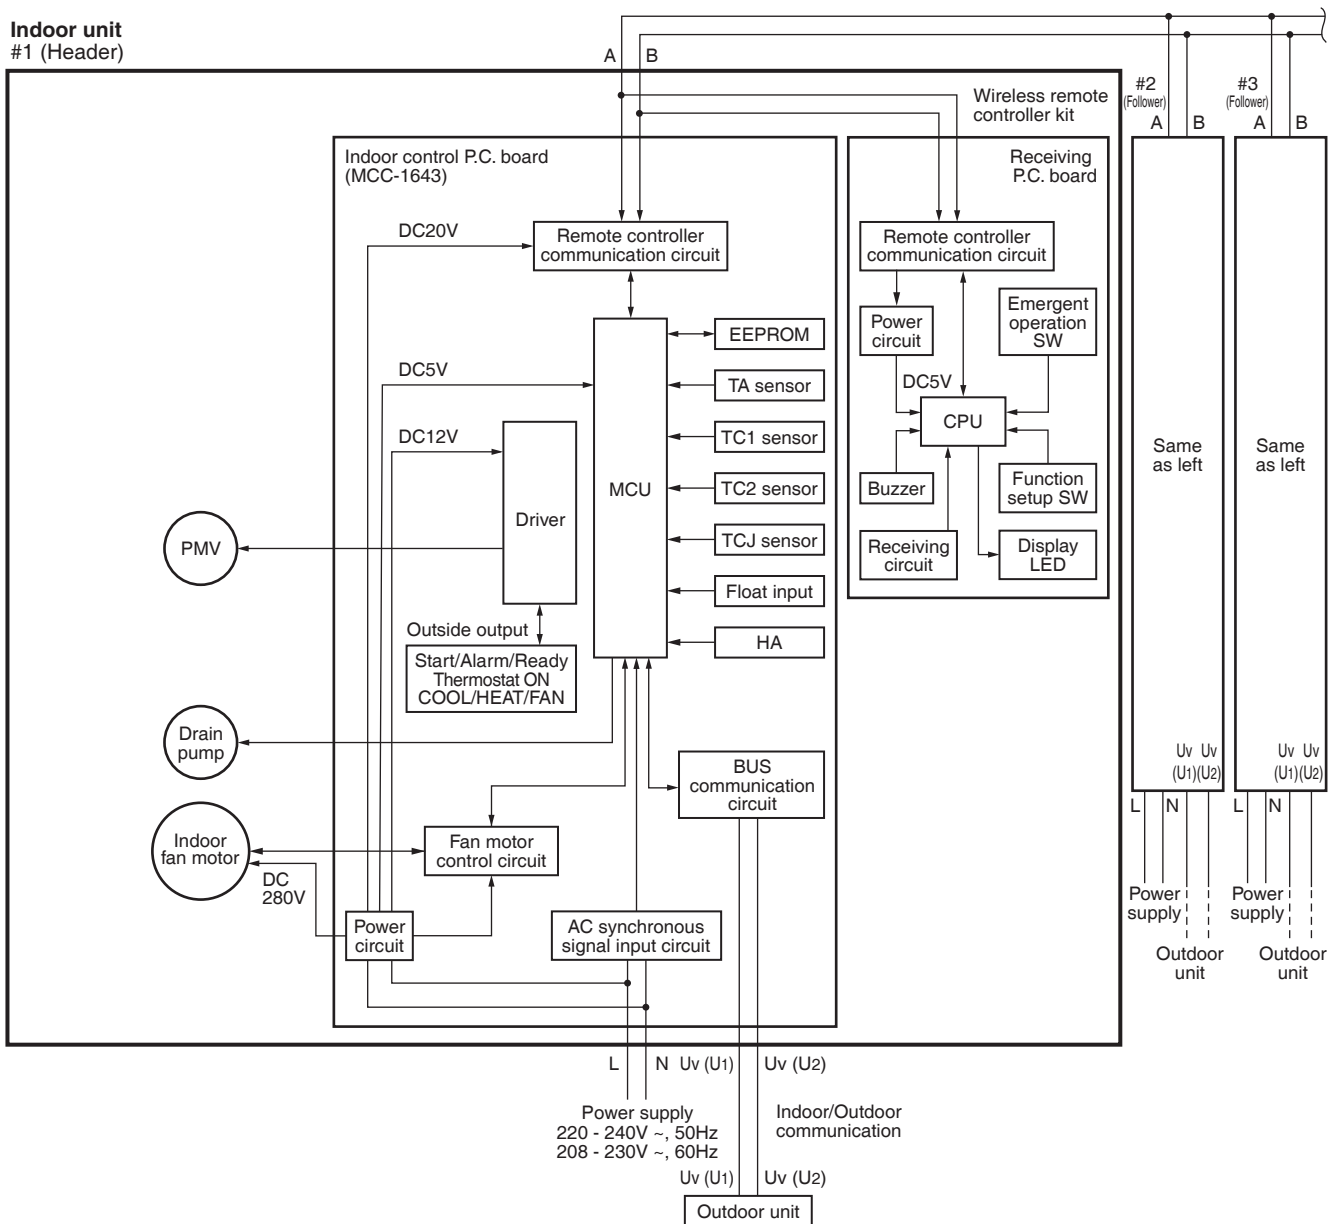 Indoor unit
#1 (Header)
A B
Wireless remote
controller kit
#2
(Follower)
A B
#3
(Follower)
A B
Indoor control P.C. board
(MCC-1643)
Receiving
P.C. board
DC20V
Remote controller
communication circuit
Remote controller
communication circuit
Power
circuit
Emergent
operation
SW
DC5V
CPU
Buzzer
Function
setup SW
Receiving
circuit
Display
LED
DC5V
DC12V
Driver
MCU
EEPROM
TA sensor
TC1 sensor
TC2 sensor
TCJ sensor
Float input
HA
PMV
Outside output
Start/Alarm/Ready
Thermostat ON
COOL/HEAT/FAN
Drain
pump
BUS
communication
circuit
Indoor
fan motor
Fan motor
control circuit
DC
280V
Power
circuit
AC synchronous
signal input circuit
Same
as left
Same
as left
Uv Uv
(U1)(U2)
Uv Uv
(U1)(U2)
L N
L N
Power
supply
Power
supply
Outdoor
unit
Outdoor
unit
L N Uv (U1) Uv (U2)
Power supply
220 - 240V ~, 50Hz
208 - 230V ~, 60Hz
Indoor/Outdoor
communication
Uv (U1) Uv (U2)
Outdoor unit